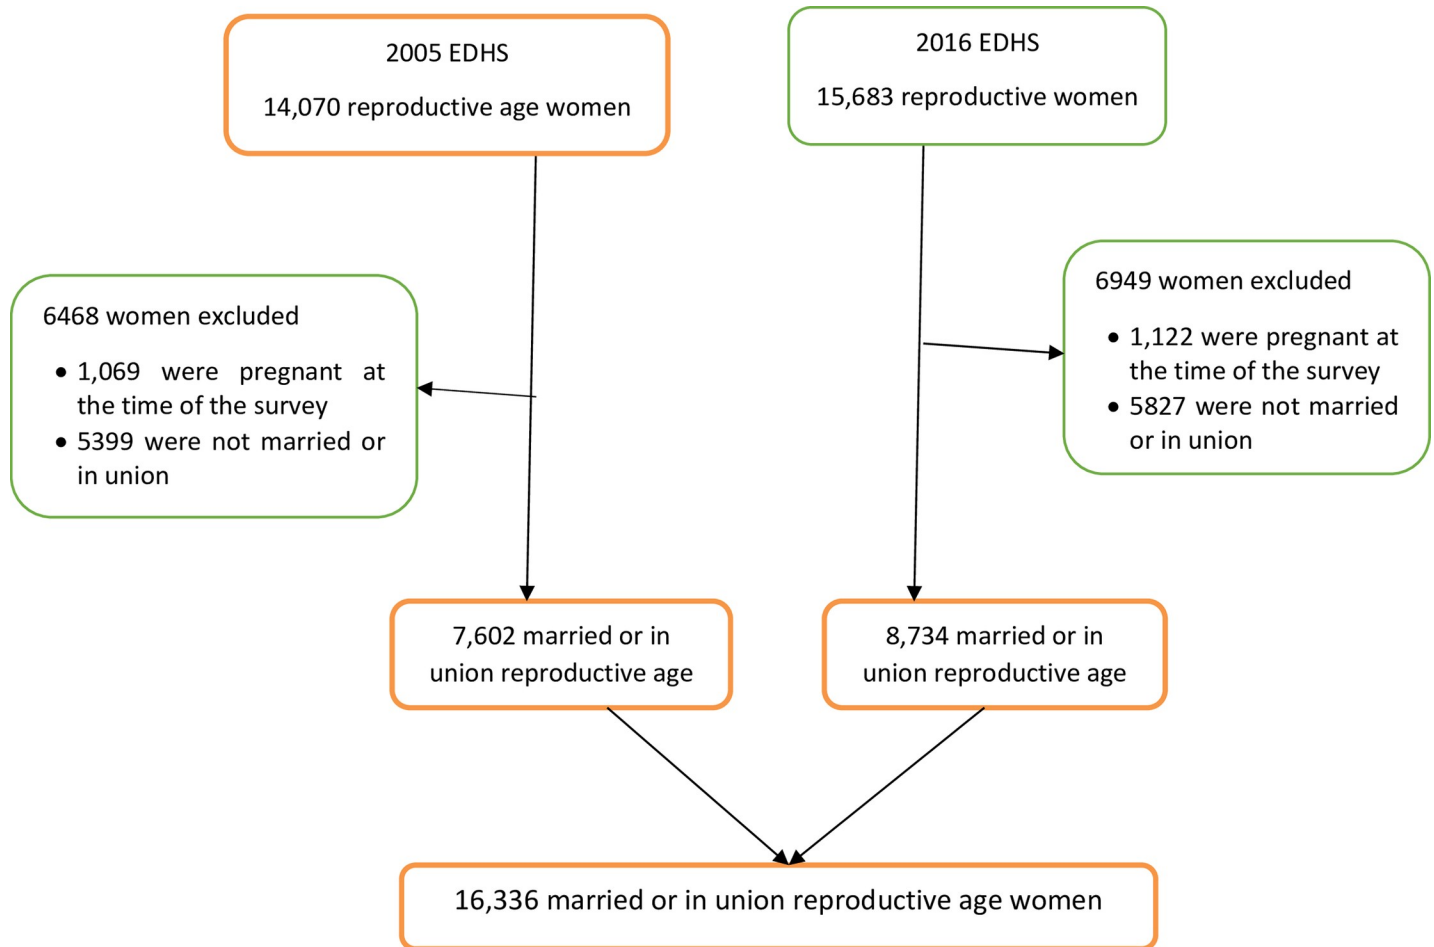 2005 EDHS
14,070 reproductive age women
2016 EDHS
15,683 reproductive women
6468 women excluded
• 1,069 were pregnant at
the time of the survey
• 5399 were not married or
in union
6949 women excluded
• 1,122 were pregnant at
the time of the survey
• 5827 were not married
or in union
7,602 married or in
union reproductive age
8,734 married or in
union reproductive age
16,336 married or in union reproductive age women